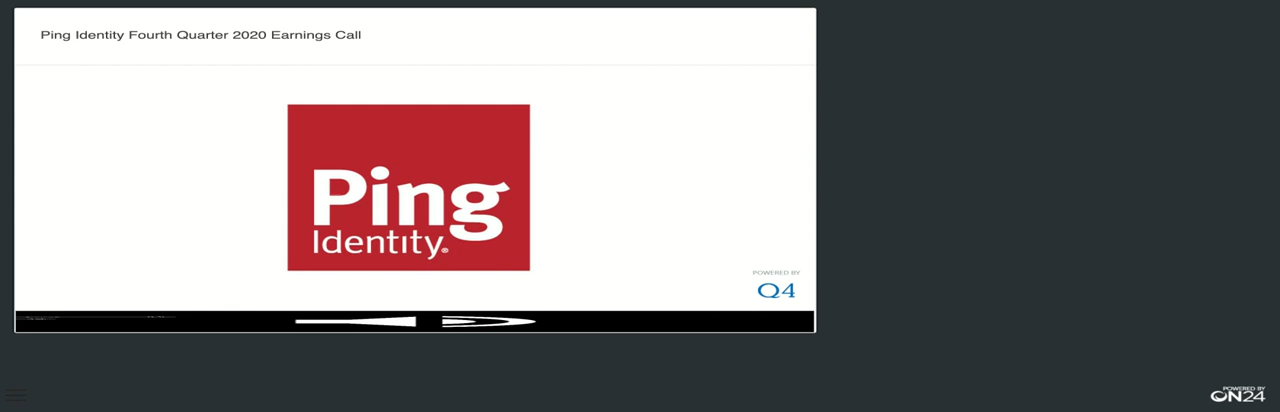 Ping Identity Fourth Quarter 2020 Earnings Call
Ping
Identity®
POWERED BY
Q4
POWERED BY
ON24